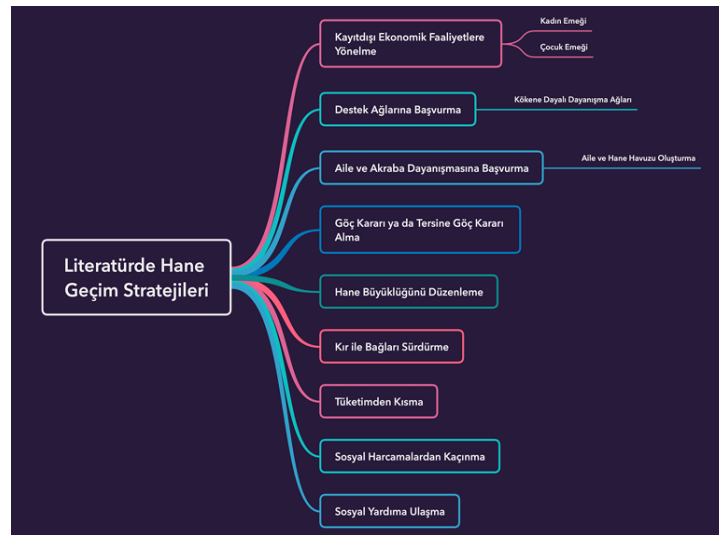 Literatürde Hane
Geçim Stratejileri
Kayıtdışı Ekonomik Faaliyetlere
Yönelme
Kadın Emeği
Çocuk Emeği
Destek Ağlarına Başvurma
Kökene Dayalı Dayanışma Ağları
Aile ve Akraba Dayanışmasına Başvurma
Aile ve Hane Havuzu Oluşturma
Göç Kararı ya da Tersine Göç Kararı
Alma
Hane Büyüklüğünü Düzenleme
Kır ile Bağları Sürdürme
Tüketimden Kısma
Sosyal Harcamalardan Kaçınma
Sosyal Yardıma Ulaşma